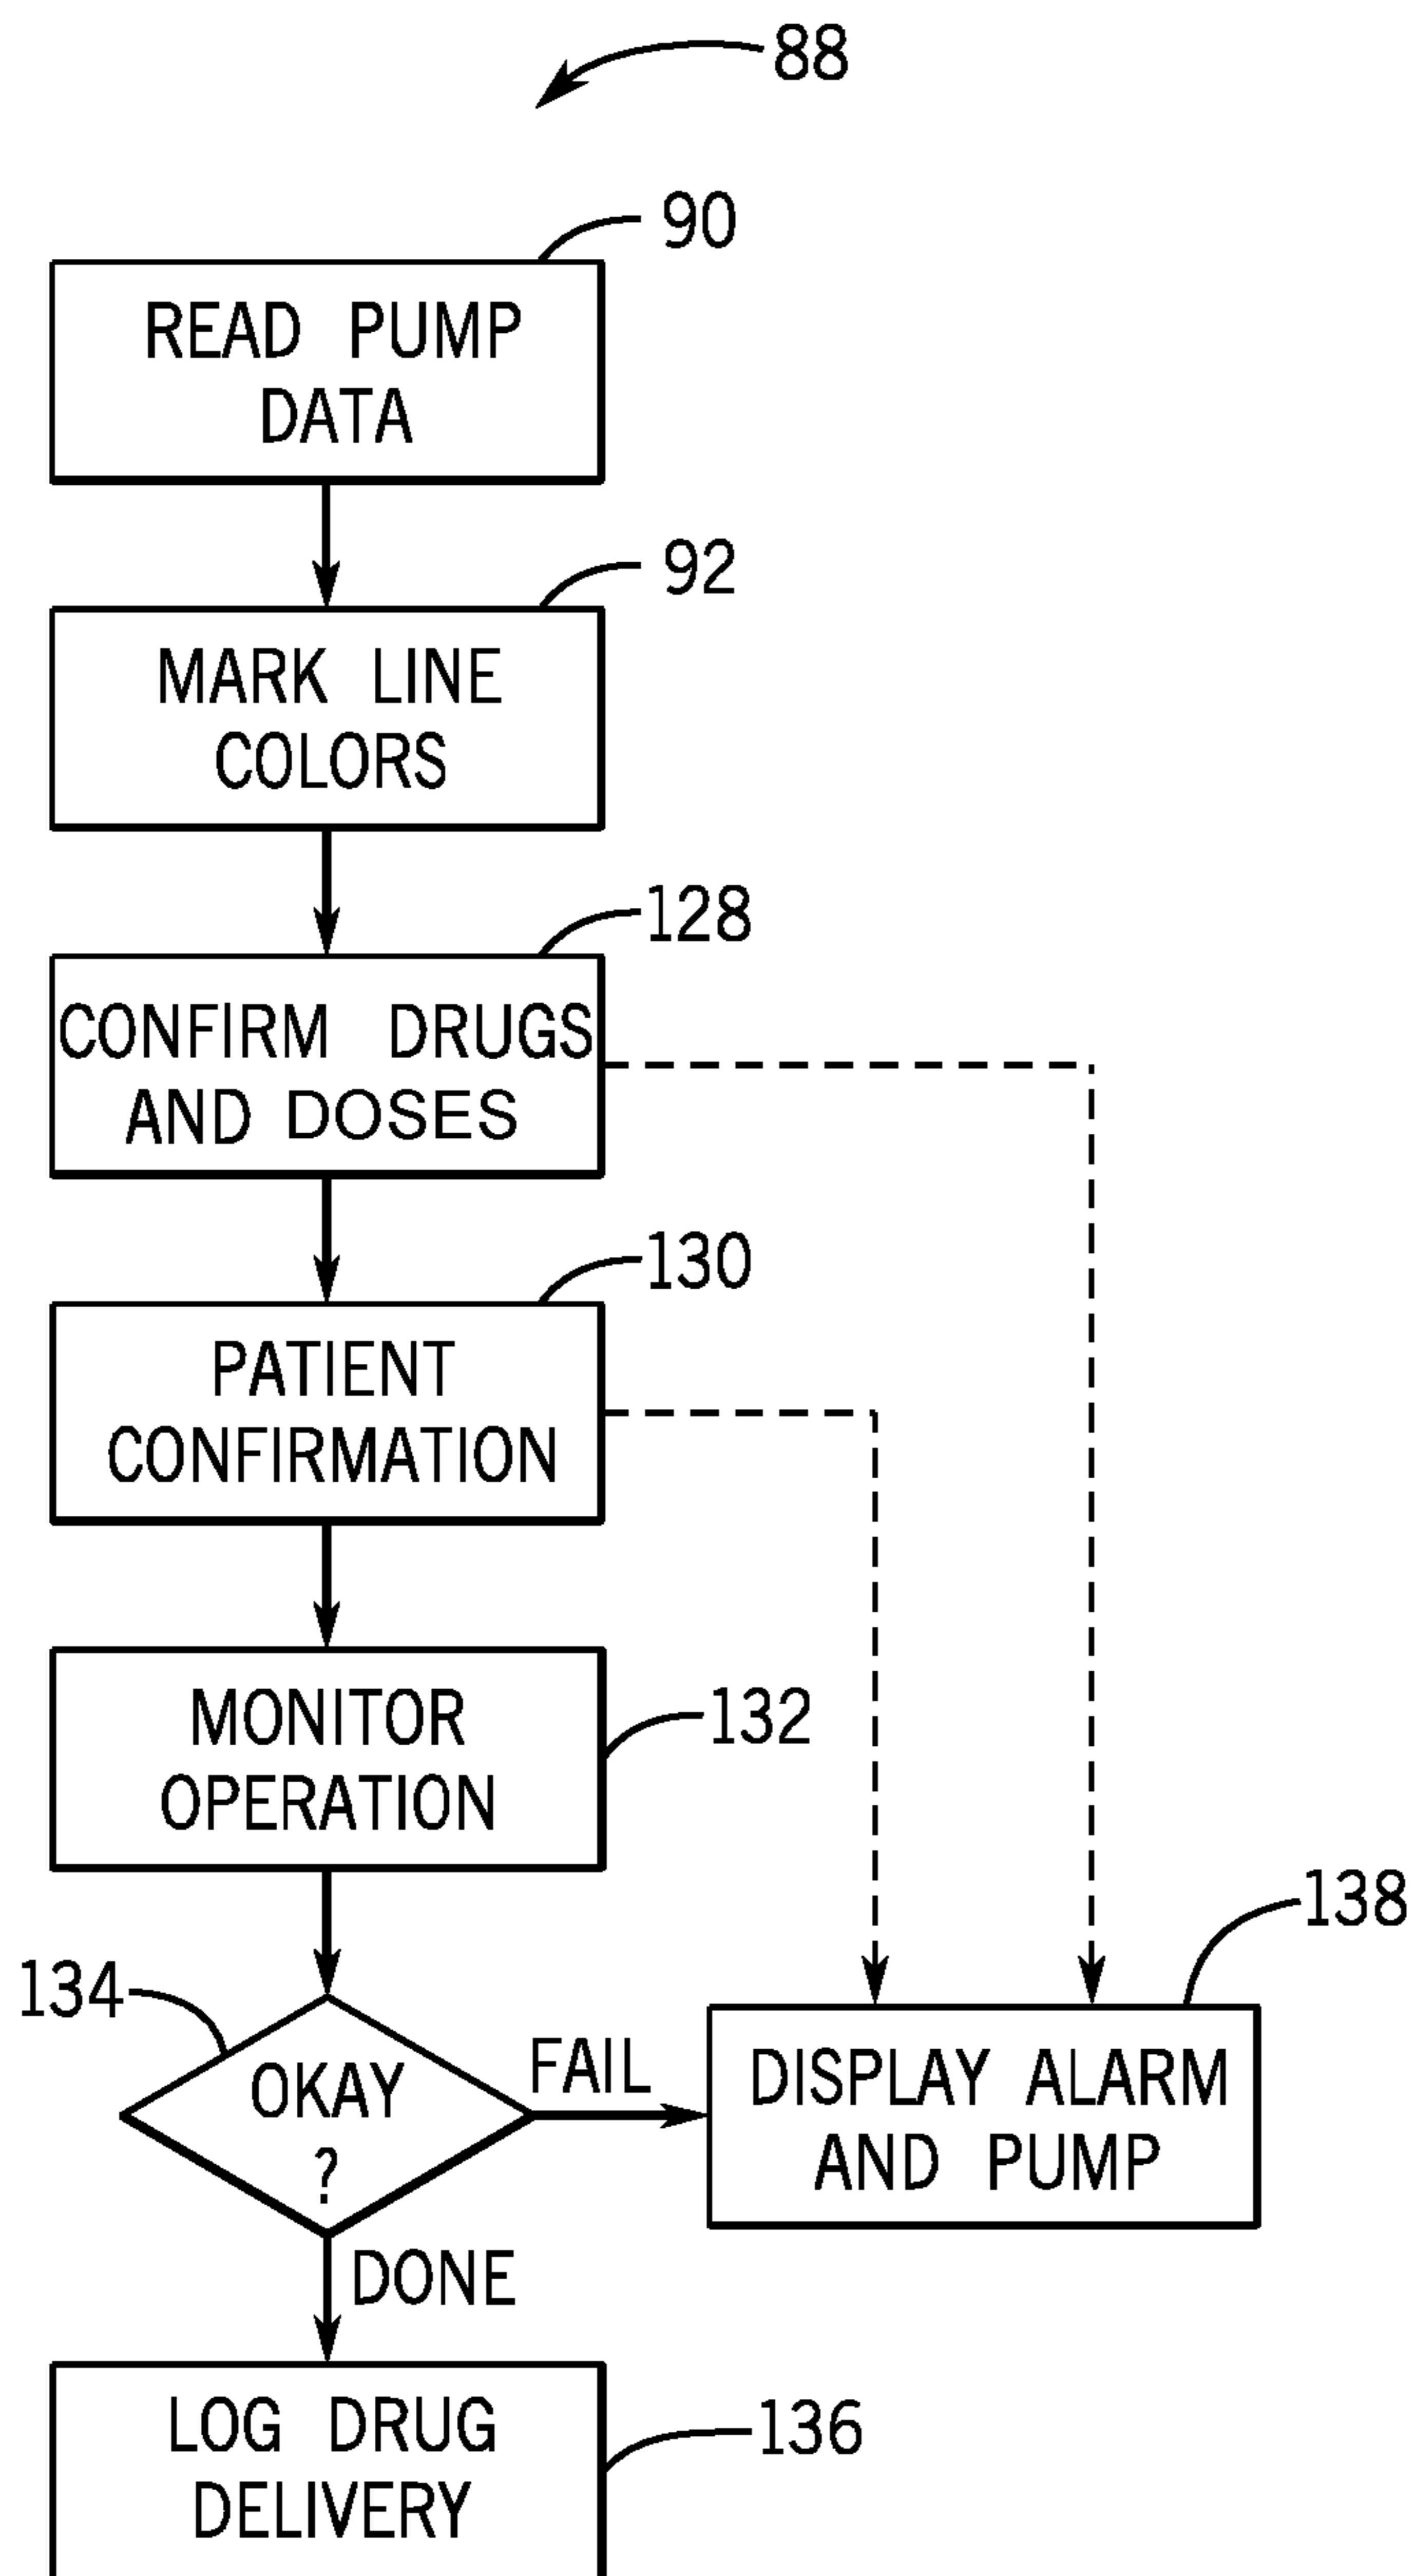 88
90
READ PUMP
DATA
92
MARK LINE
COLORS
128
CONFIRM DRUGS
AND DOSES
130
PATIENT
CONFIRMATION
132
MONITOR
OPERATION
134
OKAY
?
FAIL
138
DISPLAY ALARM
AND PUMP
DONE
136
LOG DRUG
DELIVERY